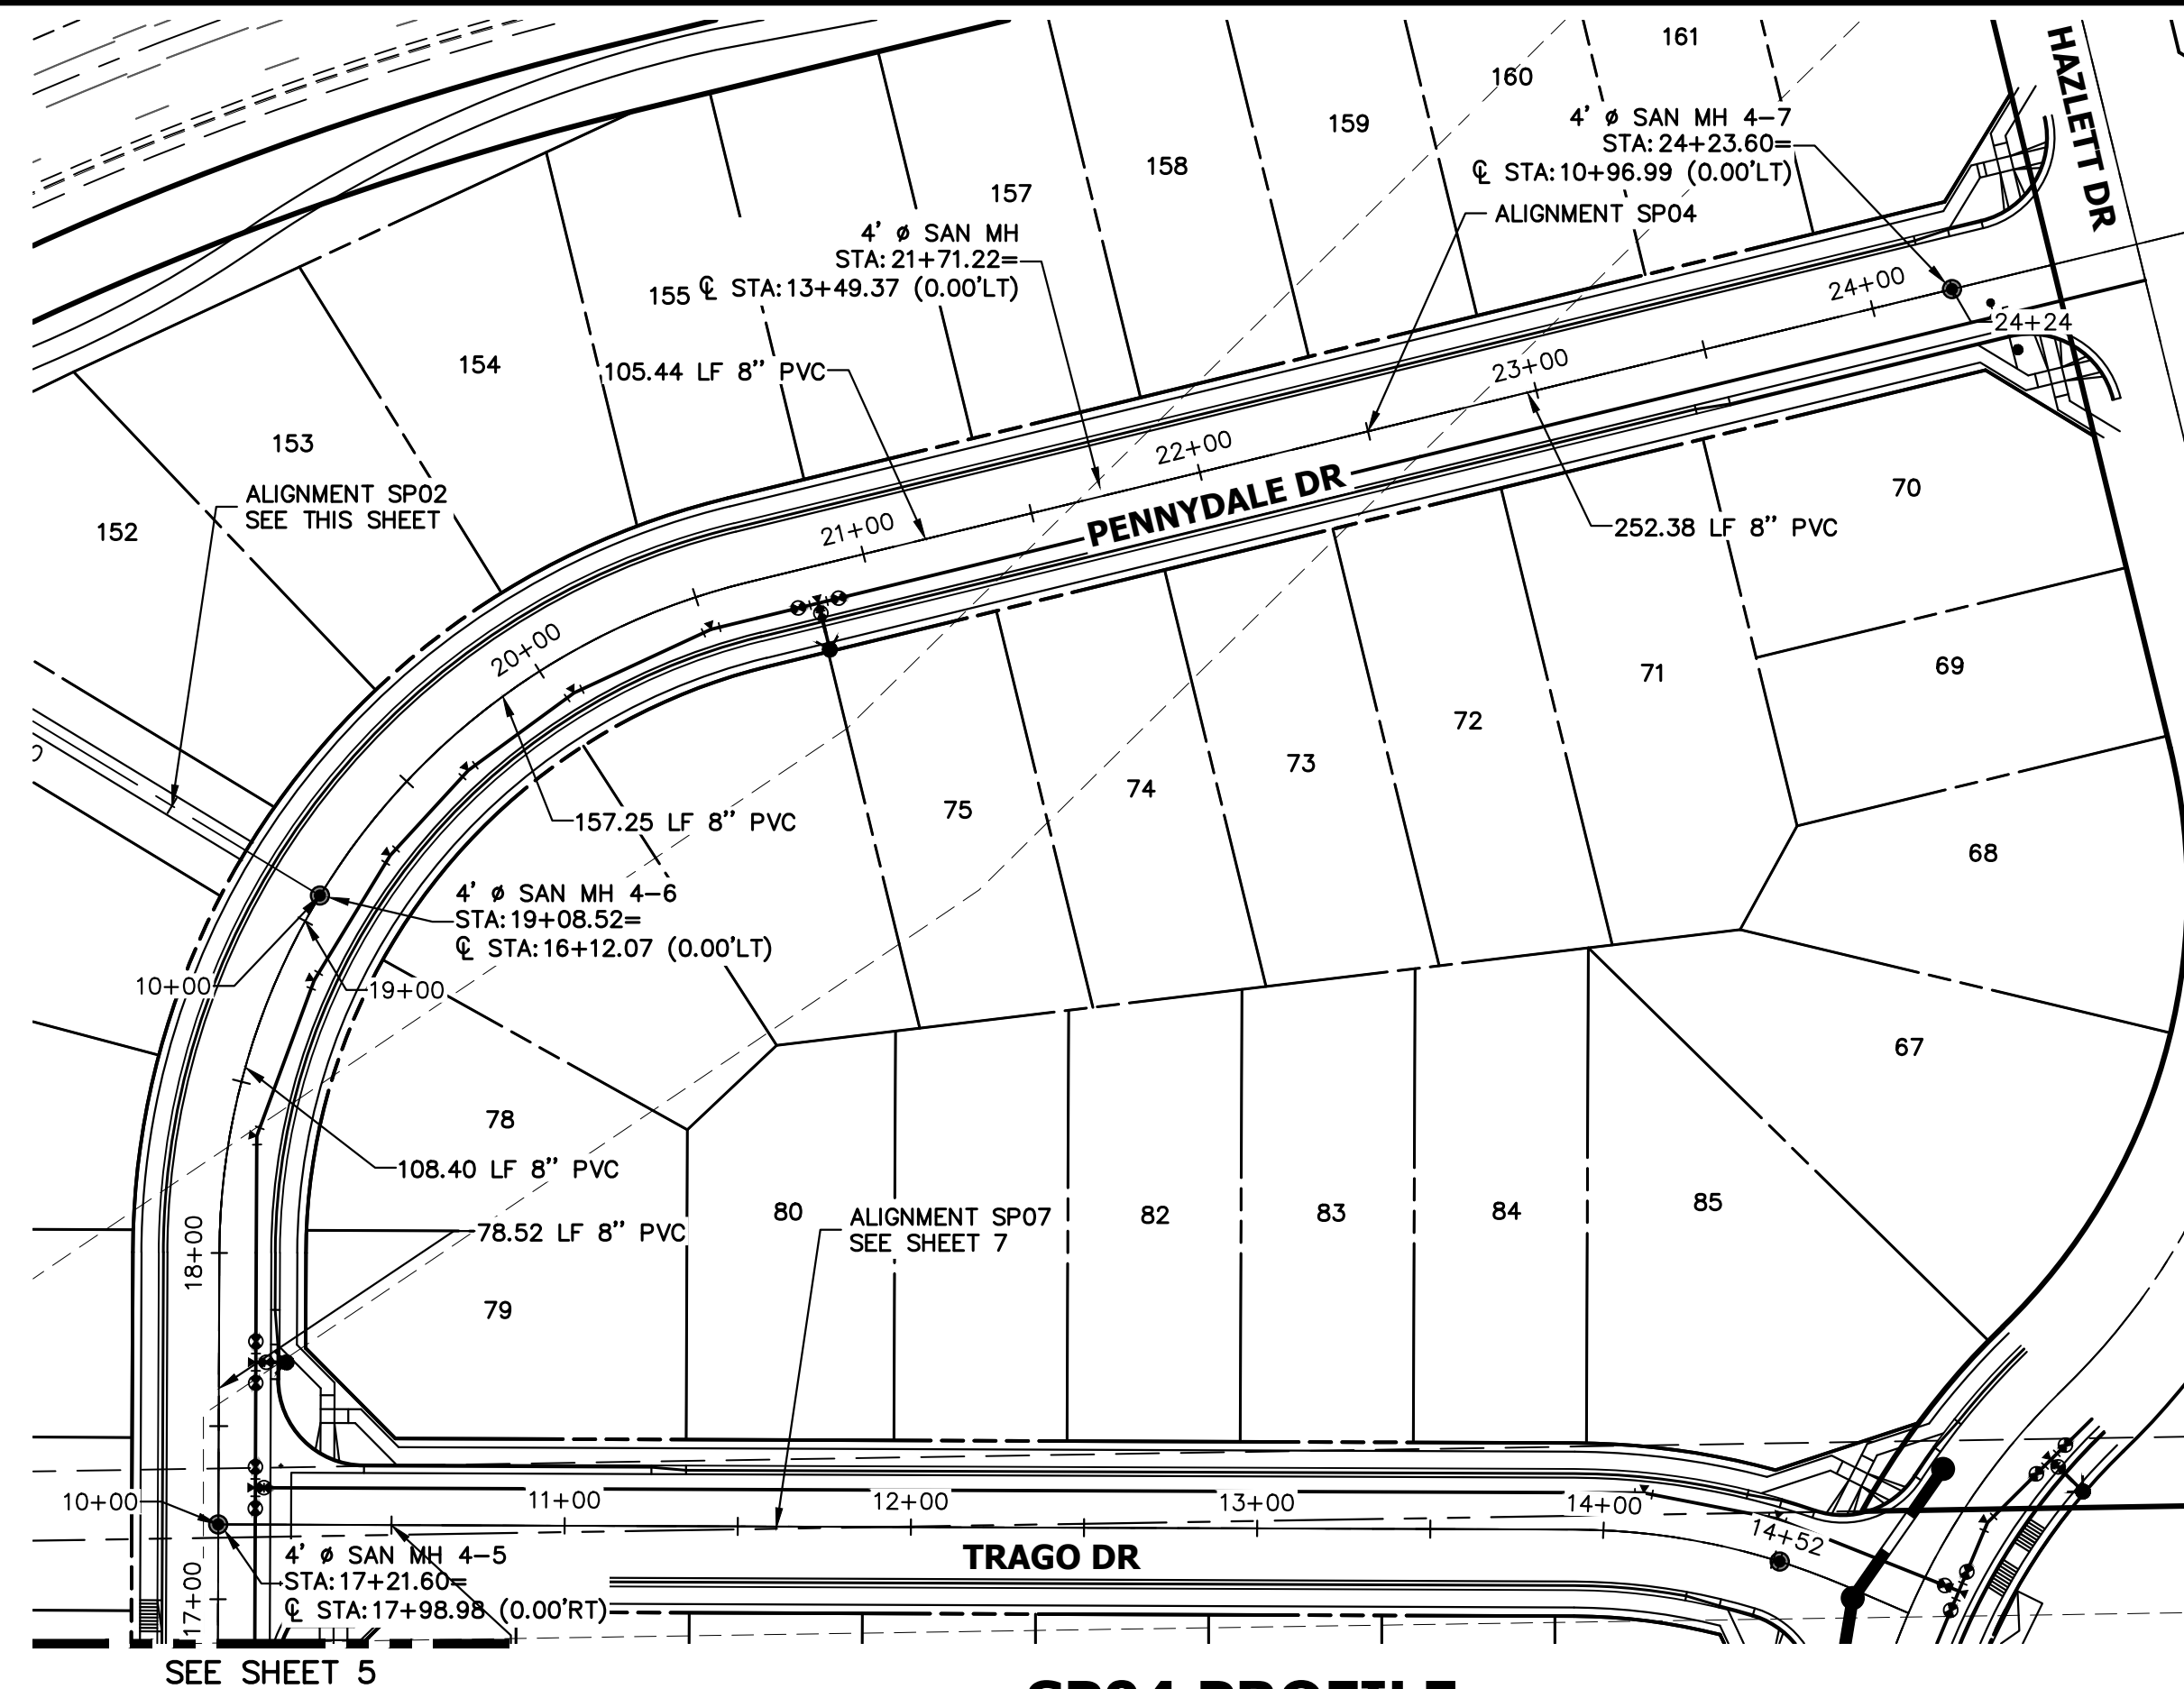 161
160
159
158
157
155
154
153
152
HAZLETT DR
4' ø SAN MH 4-7
STA:24+23.60=
℄ STA:10+96.99 (0.00'LT)
ALIGNMENT SP04
4' ø SAN MH
STA:21+71.22=
℄ STA:13+49.37 (0.00'LT)
105.44 LF 8" PVC
24+00
24+24
23+00
22+00
21+00
20+00
PENNYDALE DR
252.38 LF 8" PVC
ALIGNMENT SP02
SEE THIS SHEET
70
69
68
67
71
72
73
74
75
157.25 LF 8" PVC
4' ø SAN MH 4-6
STA:19+08.52=
℄ STA:16+12.07 (0.00'LT)
10+00
19+00
78
108.40 LF 8" PVC
78.52 LF 8" PVC
79
80
82
83
84
85
ALIGNMENT SP07
SEE SHEET 7
18+00
17+00
10+00
11+00
12+00
13+00
14+00
14+52
TRAGO DR
4' ø SAN MH 4-5
STA:17+21.60=
℄ STA:17+98.98 (0.00'RT)
SEE SHEET 5
SP04 PROFILE